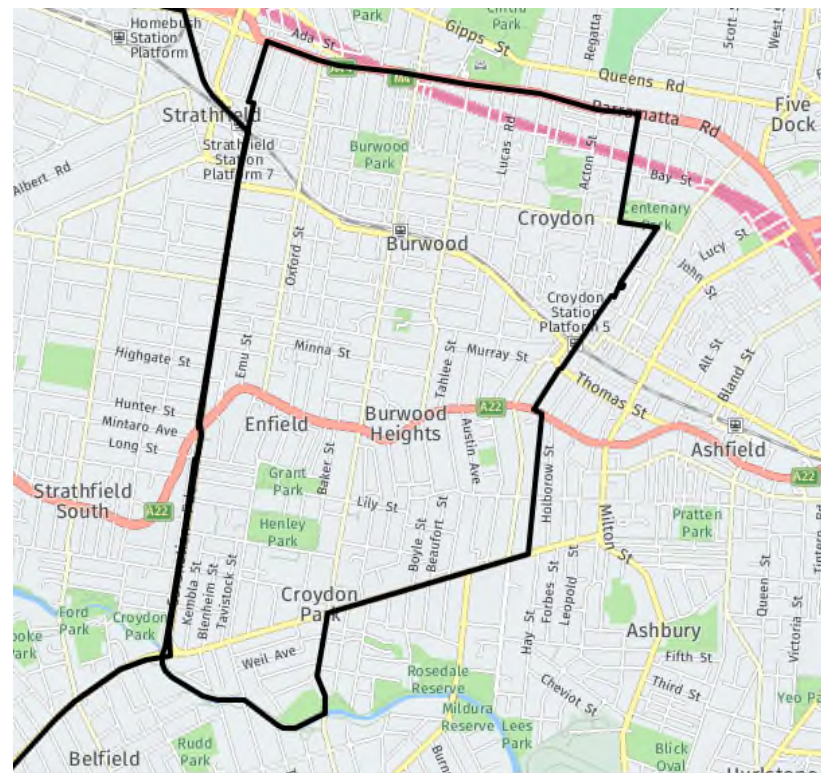 Homebush
Station
Platform
Ada St
Park
Gipps St
Park
Regatta
Scott
West
Queens Rd
M4
Five
Dock
Parramatta Rd
Strathfield
Strathfield
Station
Platform 7
Albert Rd
Burwood
Park
Lucas Rd
Acton St
Bay St
Centenary
Croydon
Burwood
Oxford St
Lucy St
John St
Croydon
Station
Platform 5
Highgate St
Emu St
Minna St
Tahlee St
Murray St
Alt St
Bland St
Thomas St
Hunter St
Mintaro Ave
Long St
Enfield
Burwood
Heights
A22
Austin Ave
Ashfield
A22
Strathfield
South
A22
Grant
Park
Baker St
Lily St
Henley
Park
Holborow St
Milton St
Pratten
Park
Tintern Rd
Boyle St
Beaufort St
Kembla St
Blenheim St
Tavistock St
Croydon
Park
Ford
Park
Croydon
Park
Park
Hay St
Forbes St
Leopold St
Queen St
Victoria St
Ashbury
Weil Ave
Fifth St
Third St
Rosedale
Reserve
Cheviot St
Mildura
Reserve
Lees
Park
Yeo Pa
Belfield
Rudd
Park
Burn
Blick
Oval